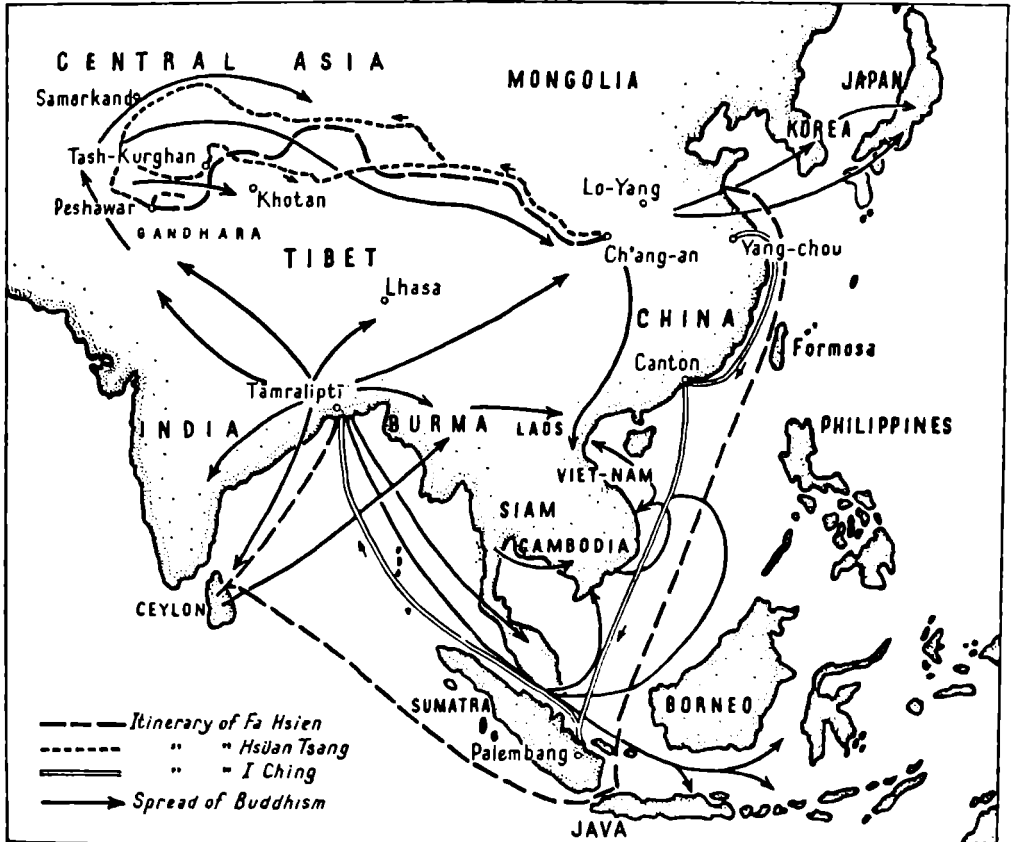 CENTRAL ASIA
MONGOLIA
JAPAN
Samarkand
KOREA
Tash-Kurghan
Khotan
Lo-Yang
Peshawar
GANDHARA
Ch'ang-an
Yang-chou
TIBET
Lhasa
CHINA
Formosa
Canton
Tamralipti
INDIA
BURMA
LAOS
PHILIPPINES
VIET-NAM
SIAM
CAMBODIA
CEYLON
SUMATRA
BORNEO
Palembang
JAVA
Itinerary of Fa Hsien
" " Hsüan Tsang
" " I Ching
Spread of Buddhism